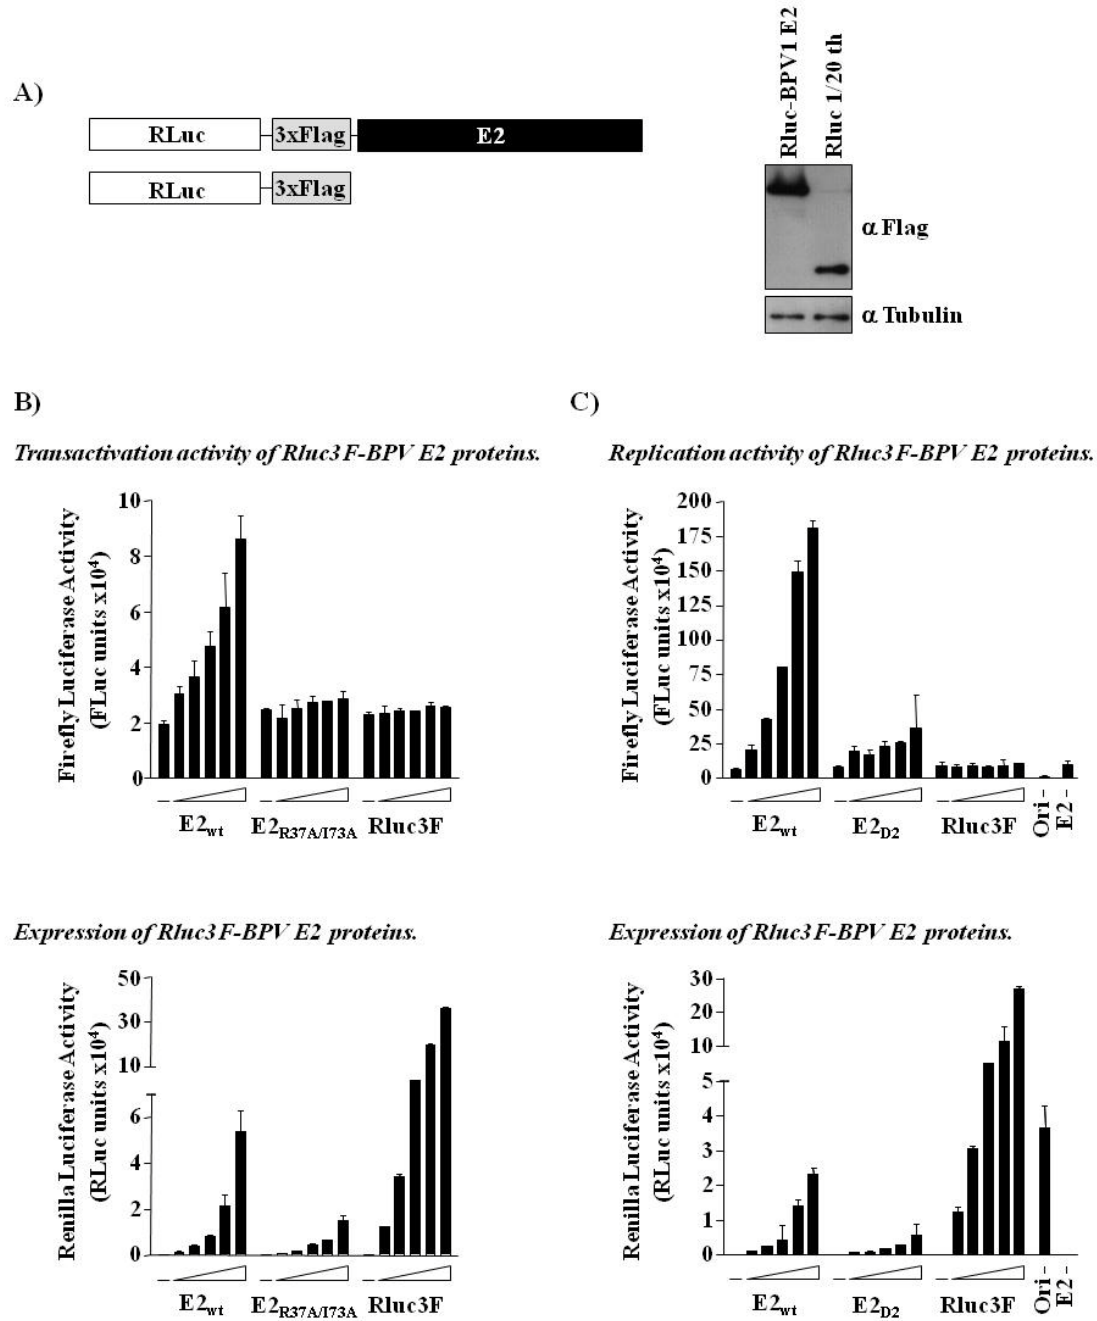 A)
RLuc 3xFlag E2
RLuc 3xFlag
Rluc-BPV1 E2
Rluc 1/20 th
α Flag
α Tubulin
B)
Transactivation activity of Rluc3F-BPV E2 proteins.
Firefly Luciferase Activity
(FLuc units x10⁴)
10
8
6
4
2
0
– E2wt – E2R37A/I73A – Rluc3F
Expression of Rluc3F-BPV E2 proteins.
Renilla Luciferase Activity
(RLuc units x10⁴)
50
30
10
6
4
2
0
– E2wt – E2R37A/I73A – Rluc3F
C)
Replication activity of Rluc3F-BPV E2 proteins.
Firefly Luciferase Activity
(FLuc units x10⁴)
200
175
150
125
100
75
50
25
0
– E2wt – E2D2 – Rluc3F Ori - E2 -
Expression of Rluc3F-BPV E2 proteins.
Renilla Luciferase Activity
(RLuc units x10⁴)
30
20
10
5
4
3
2
1
0
– E2wt – E2D2 – Rluc3F Ori - E2 -